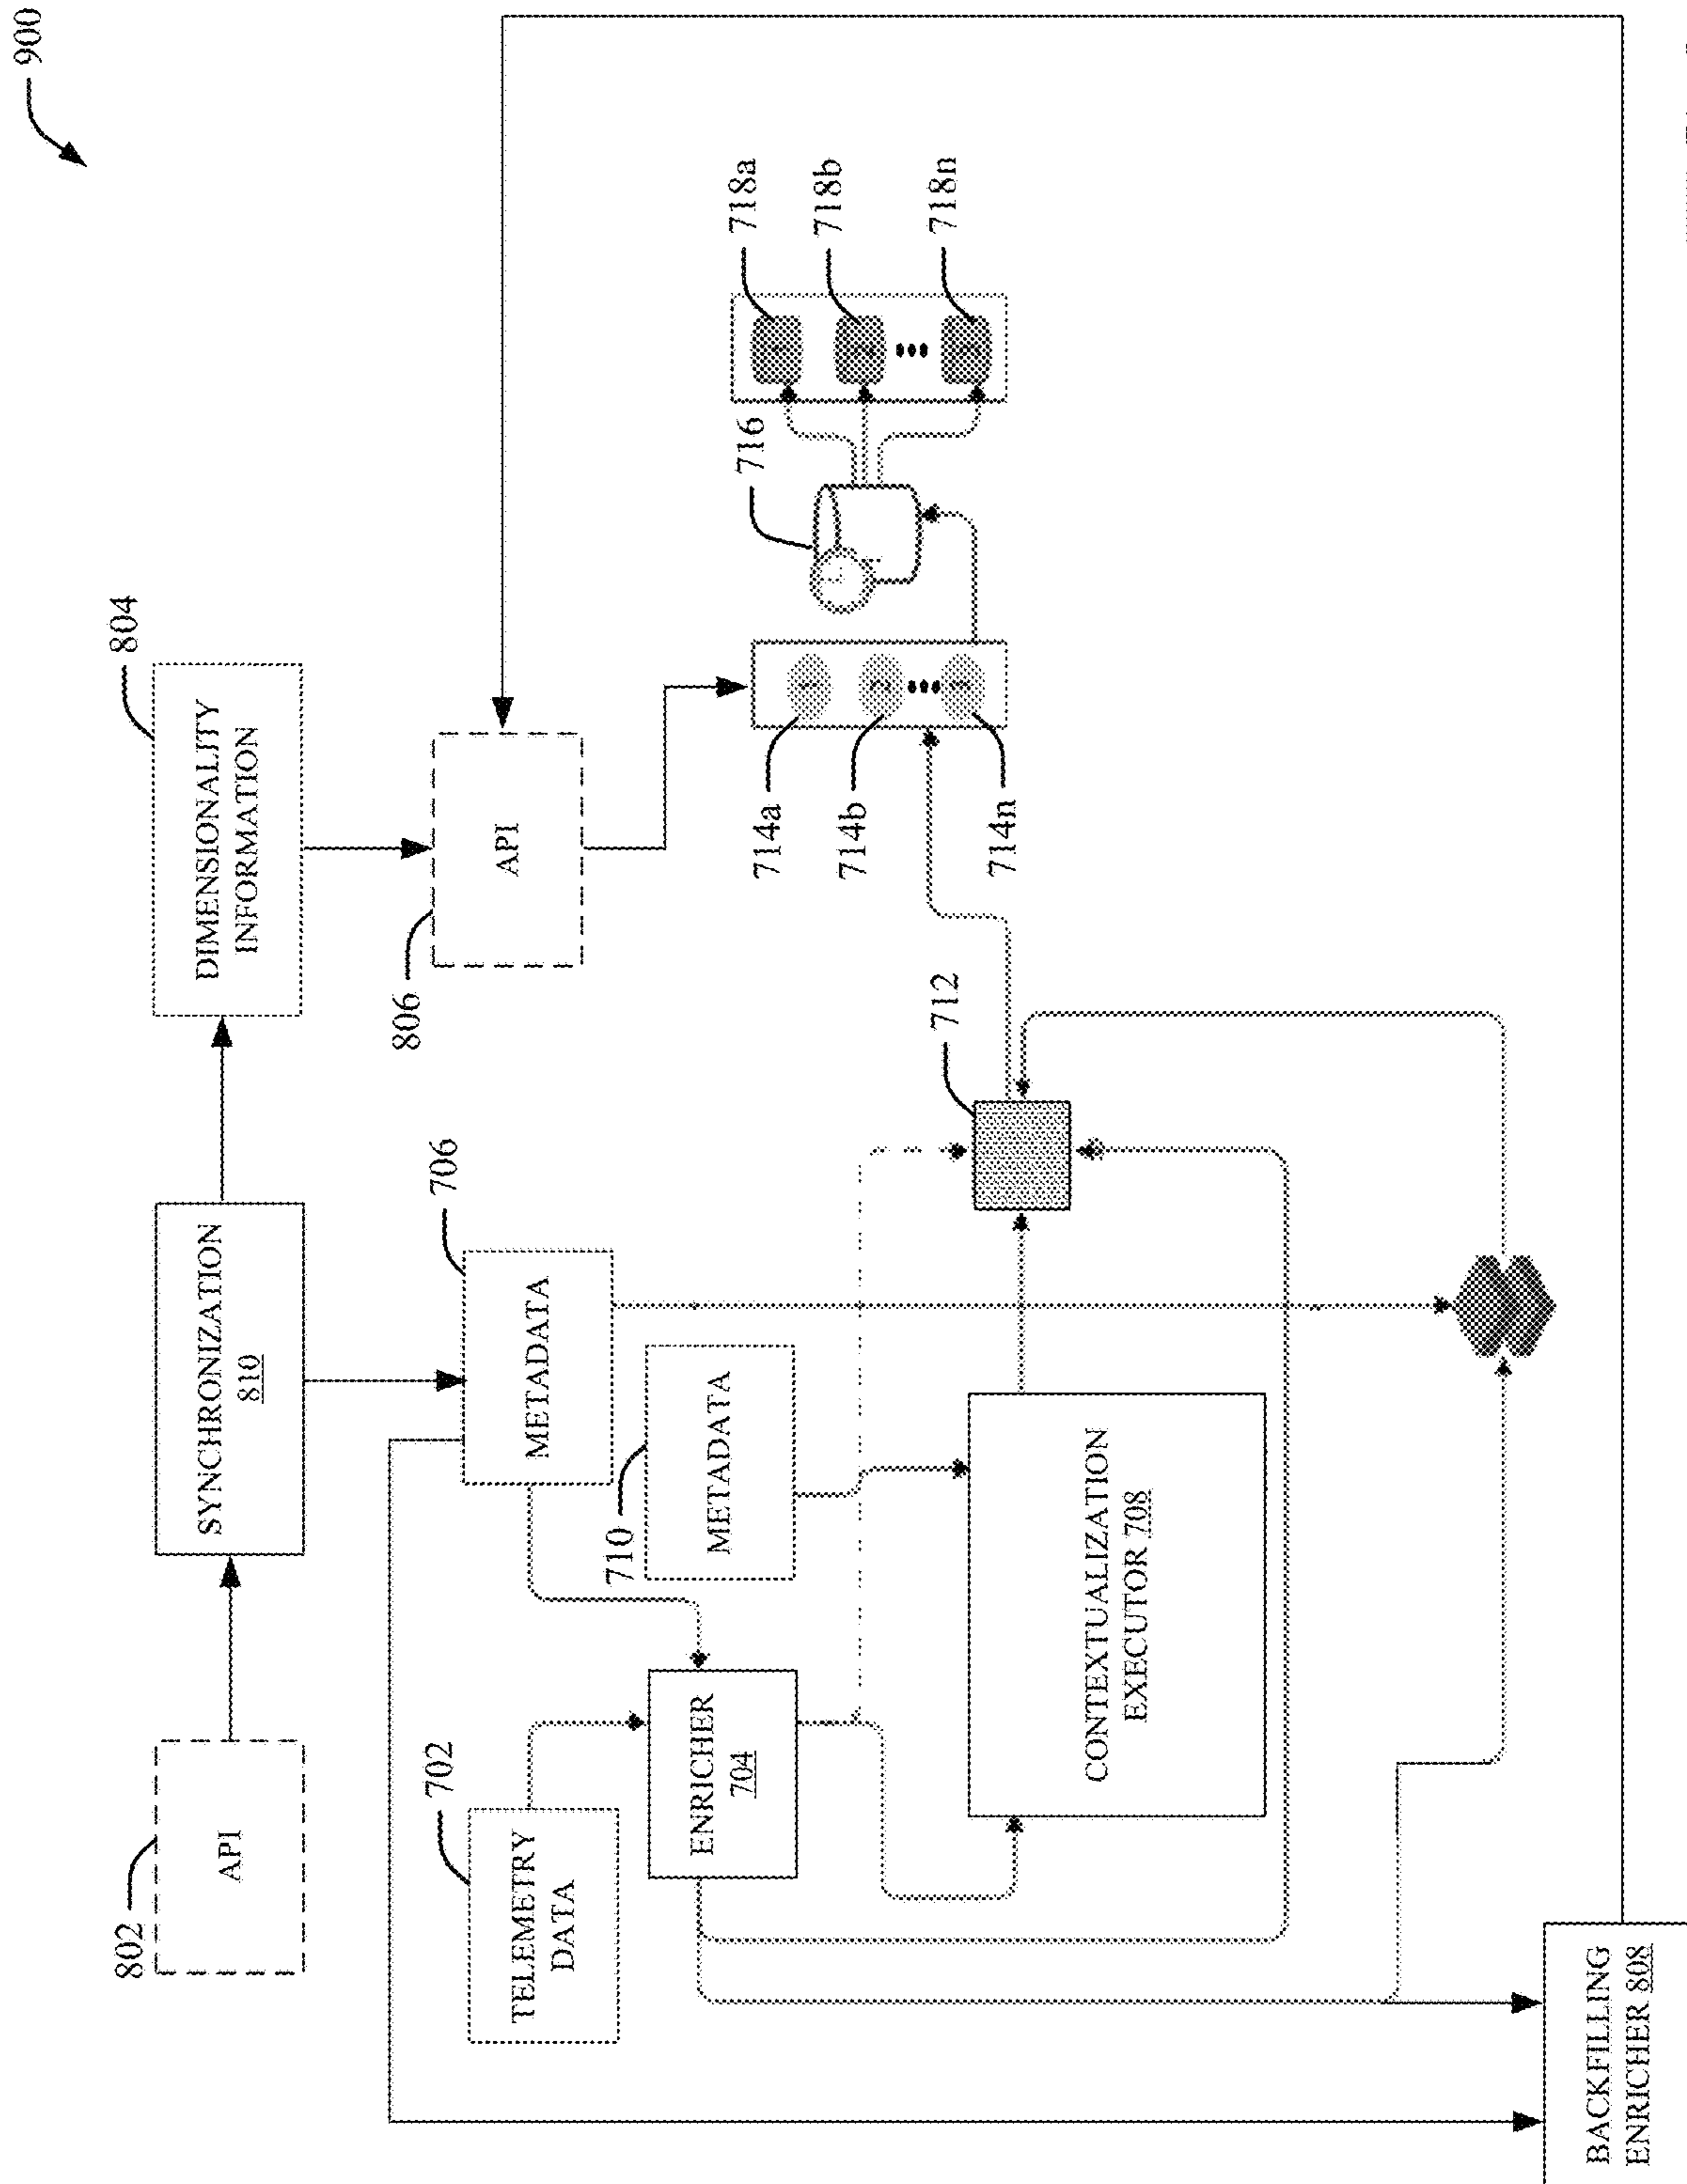 900
802
804
API
SYNCHRONIZATION
810
DIMENSIONALITY
INFORMATION
806
702
706
API
TELEMETRY
DATA
METADATA
710
ENRICHER
704
METADATA
716
718a
714a
718b
714b
712
718n
714n
CONTEXTUALIZATION
EXECUTOR 708
BACKFILLING
ENRICHER 808